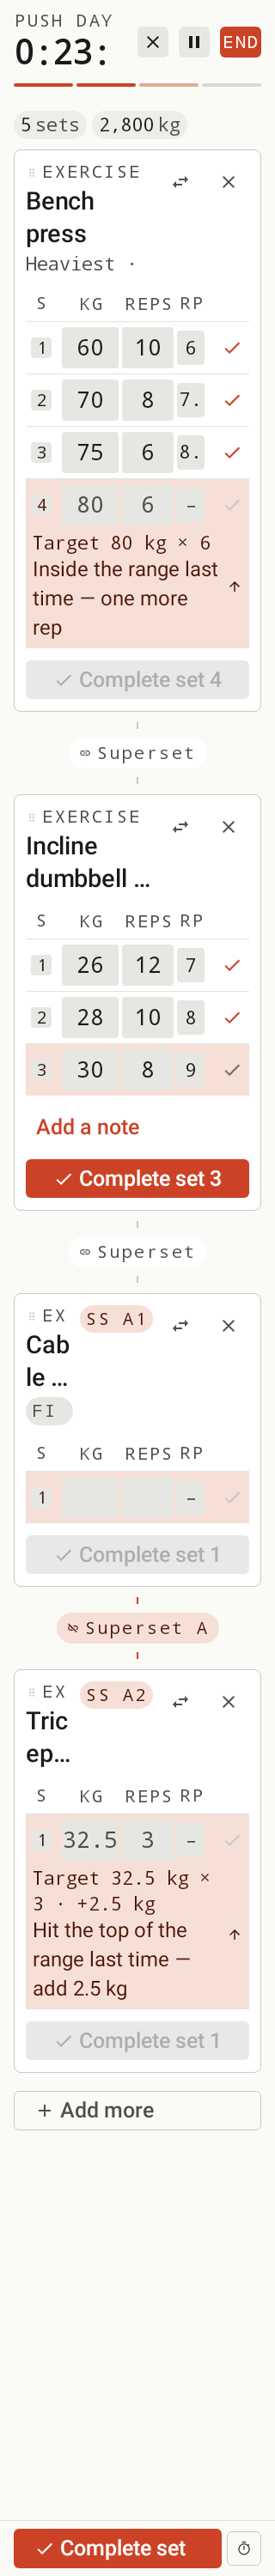 PUSH DAY
0:23:
END
5 sets
2,800 kg
EXERCISE
Bench
press
Heaviest ·
S KG REPS RP
1 60 10 6
2 70 8 7.
3 75 6 8.
4 80 6 –
Target 80 kg × 6
Inside the range last
time — one more
rep
Complete set 4
Superset
EXERCISE
Incline
dumbbell …
S KG REPS RP
1 26 12 7
2 28 10 8
3 30 8 9
Add a note
Complete set 3
Superset
EX
SS A1
Cab
le …
FI
S KG REPS RP
1 –
Complete set 1
Superset A
EX
SS A2
Tric
ep…
S KG REPS RP
1 32.5 3 –
Target 32.5 kg ×
3 · +2.5 kg
Hit the top of the
range last time —
add 2.5 kg
Complete set 1
Add more
Complete set